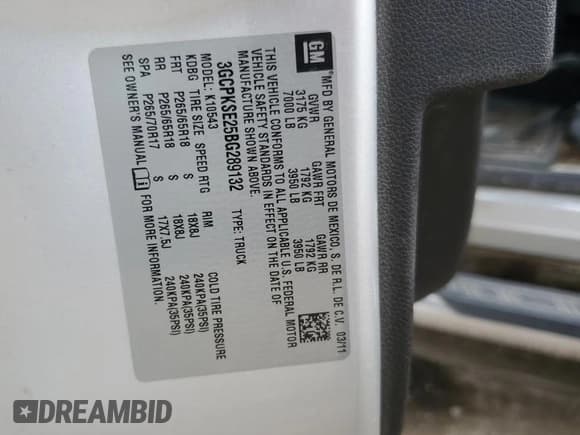 GM
MFD BY GENERAL MOTORS DE MEXICO, S. DE R.L. DE C.V. 03/11
GVWR GAWR FRT GAWR RR
3175 KG 1792 KG 1792 KG
7000 LB 3950 LB 3950 LB
THIS VEHICLE CONFORMS TO ALL APPLICABLE U.S. FEDERAL MOTOR
VEHICLE SAFETY STANDARDS IN EFFECT ON THE DATE OF
MANUFACTURE SHOWN ABOVE.
3GCPKSE25BG289132 TYPE: TRUCK
MODEL: K10543
KDBG TIRE SIZE SPEED RTG RIM COLD TIRE PRESSURE
FRT P265/65R18 S 18X8J 240KPA(35PSI)
RR P265/65R18 S 18X8J 240KPA(35PSI)
SPA P265/70R17 S 17X7.5J 240KPA(35PSI)
SEE OWNER'S MANUAL FOR MORE INFORMATION.
DREAMBID